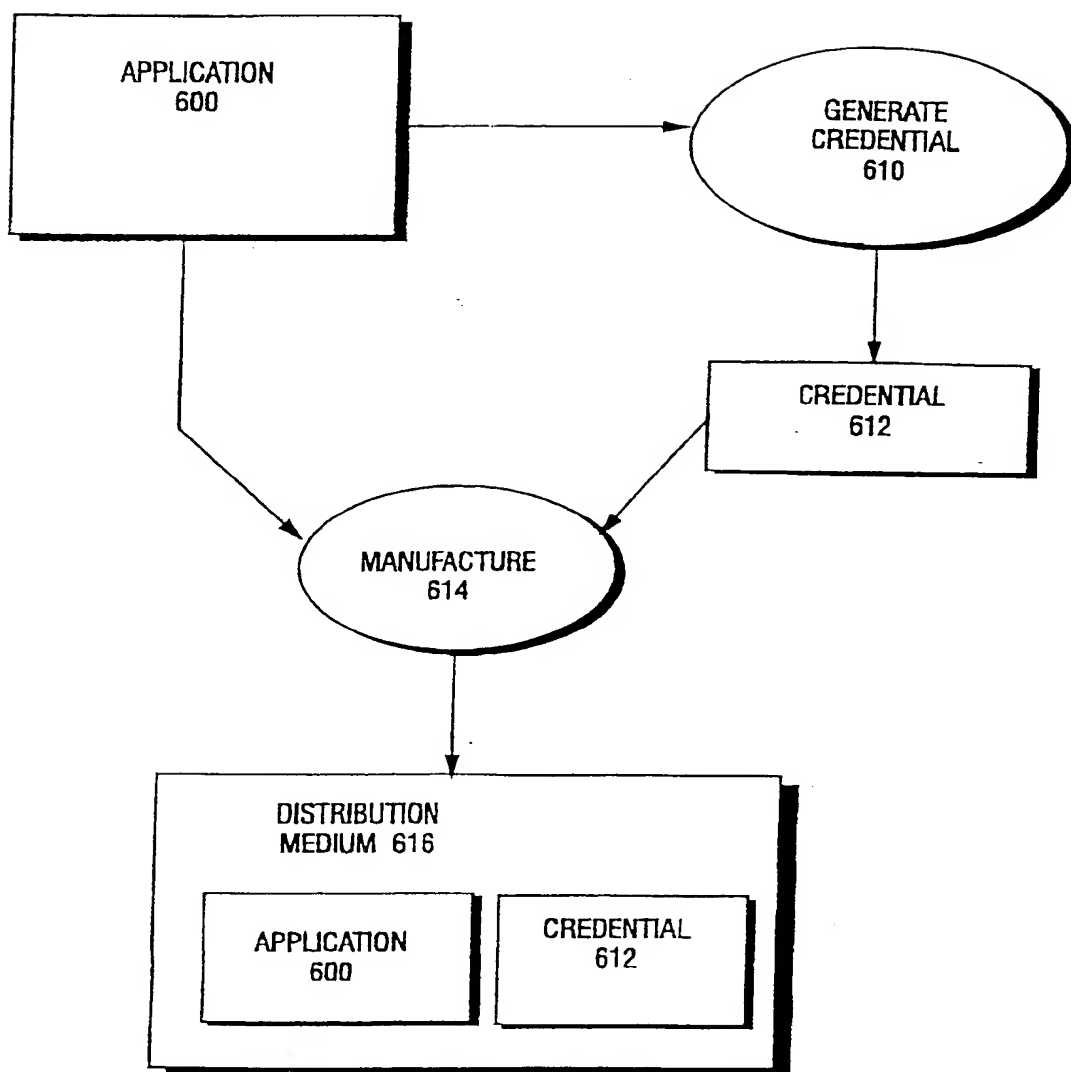 APPLICATION
600
GENERATE
CREDENTIAL
610
CREDENTIAL
612
MANUFACTURE
614
DISTRIBUTION
MEDIUM 616
APPLICATION
600
CREDENTIAL
612